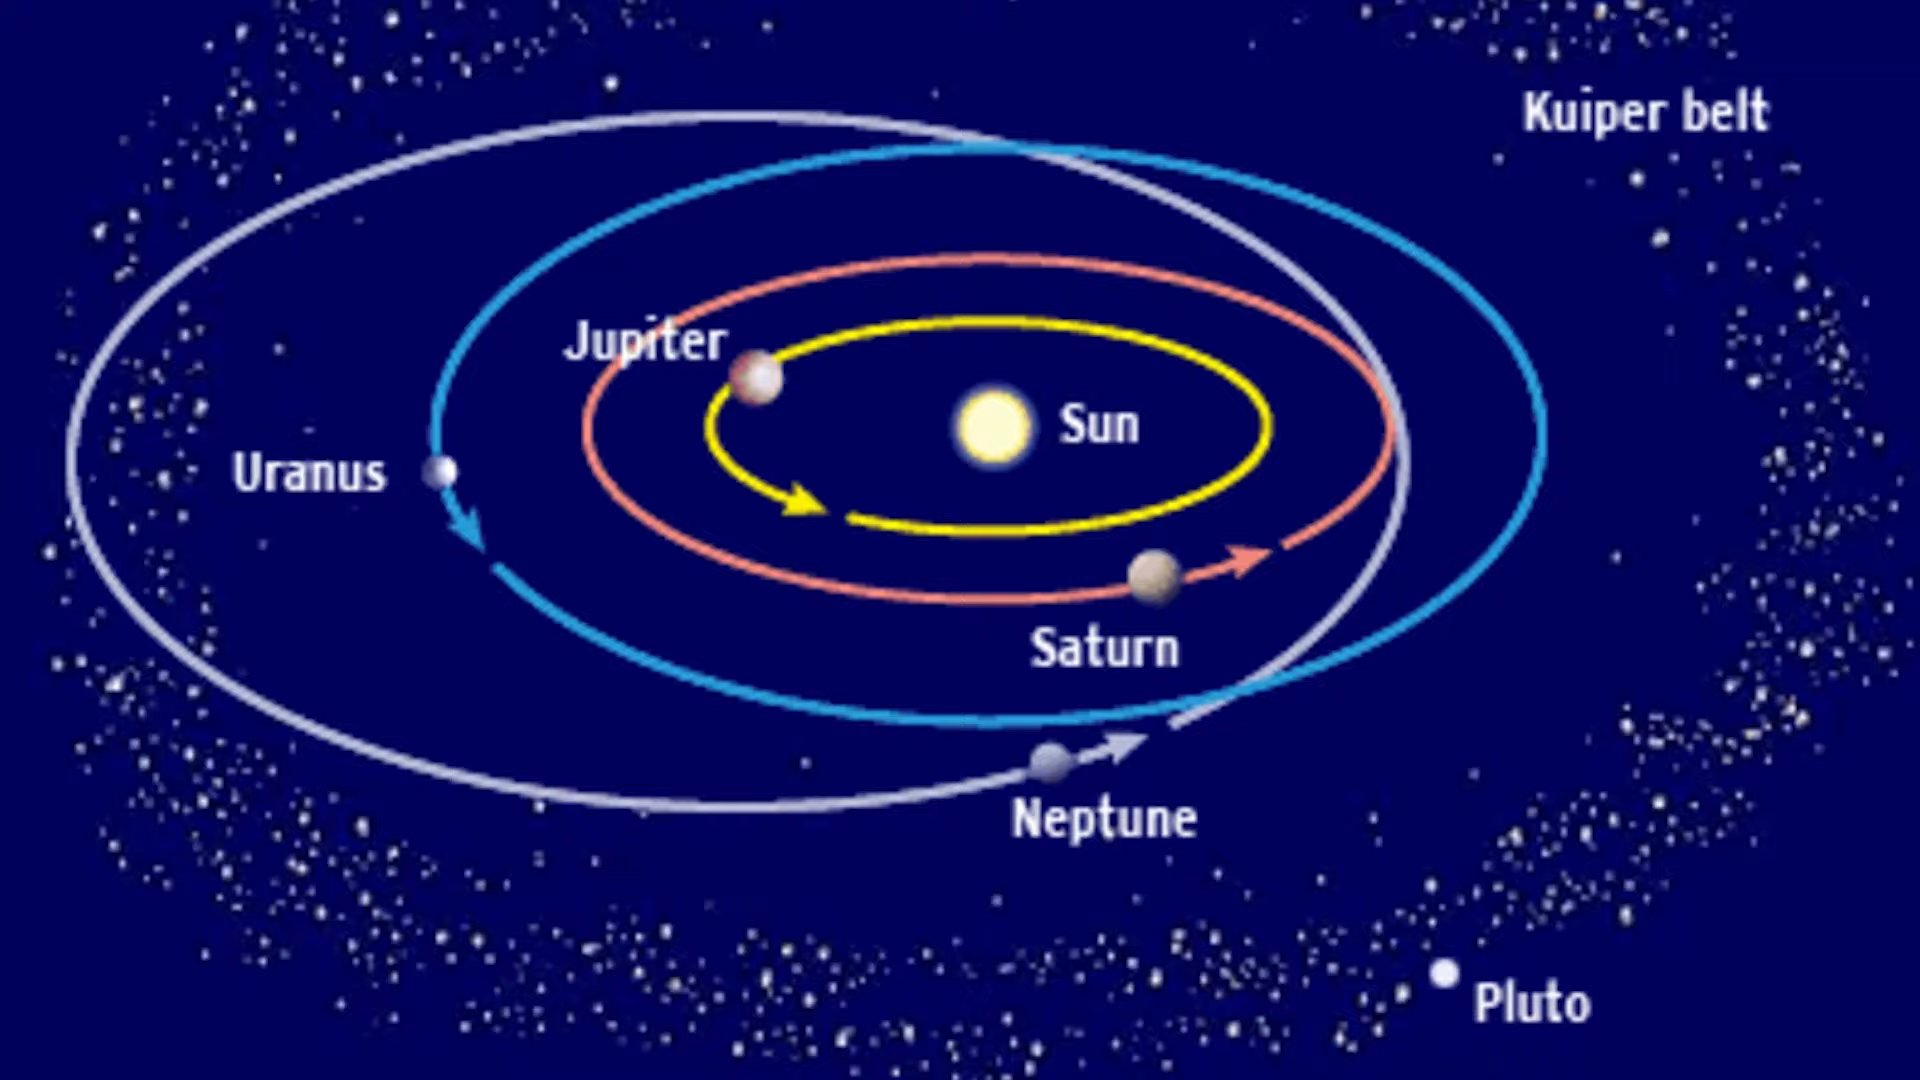 Kuiper belt
Jupiter
Sun
Uranus
Saturn
Neptune
Pluto